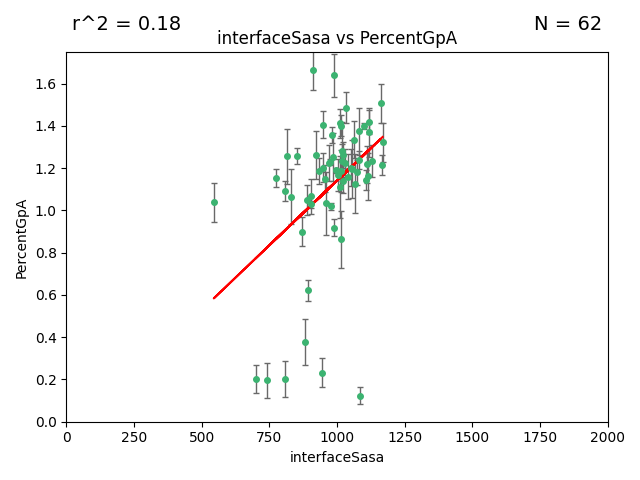 r^2 = 0.18
N = 62
interfaceSasa vs PercentGpA
PercentGpA
1.6
1.4
1.2
1.0
0.8
0.6
0.4
0.2
0.0
0 250 500 750 1000 1250 1500 1750 2000
interfaceSasa